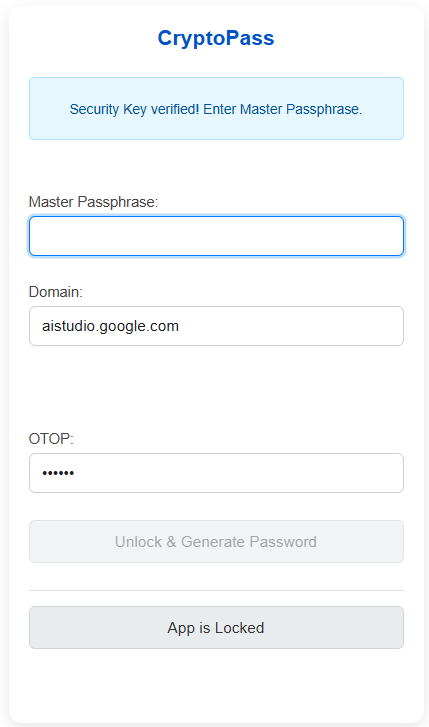 CryptoPass
Security Key verified! Enter Master Passphrase.
Master Passphrase:
Domain:
aistudio.google.com
OTOP:
••••••
Unlock & Generate Password
App is Locked